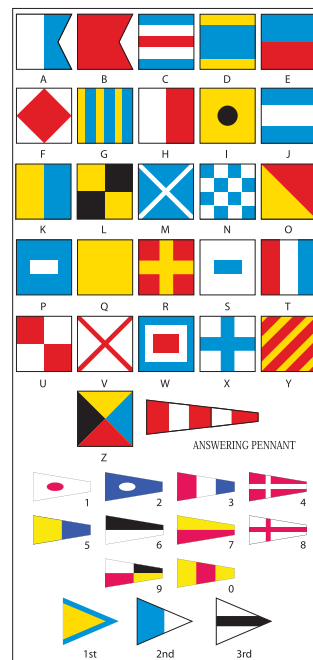 A B C D E
F G H I J
K L M N O
P Q R S T
U V W X Y
Z ANSWERING PENNANT
1 2 3 4
5 6 7 8
9 0
1st 2nd 3rd